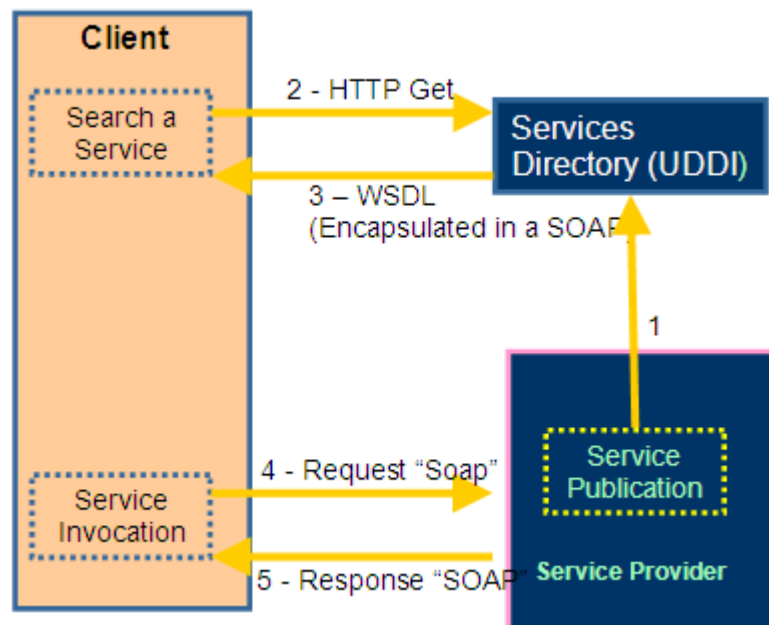 Client
Search a
Service
2 - HTTP Get
Services
Directory (UDDI)
3 – WSDL
(Encapsulated in a SOAP)
1
Service
Publication
4 - Request “Soap”
Service
Invocation
5 - Response “SOAP”
Service Provider